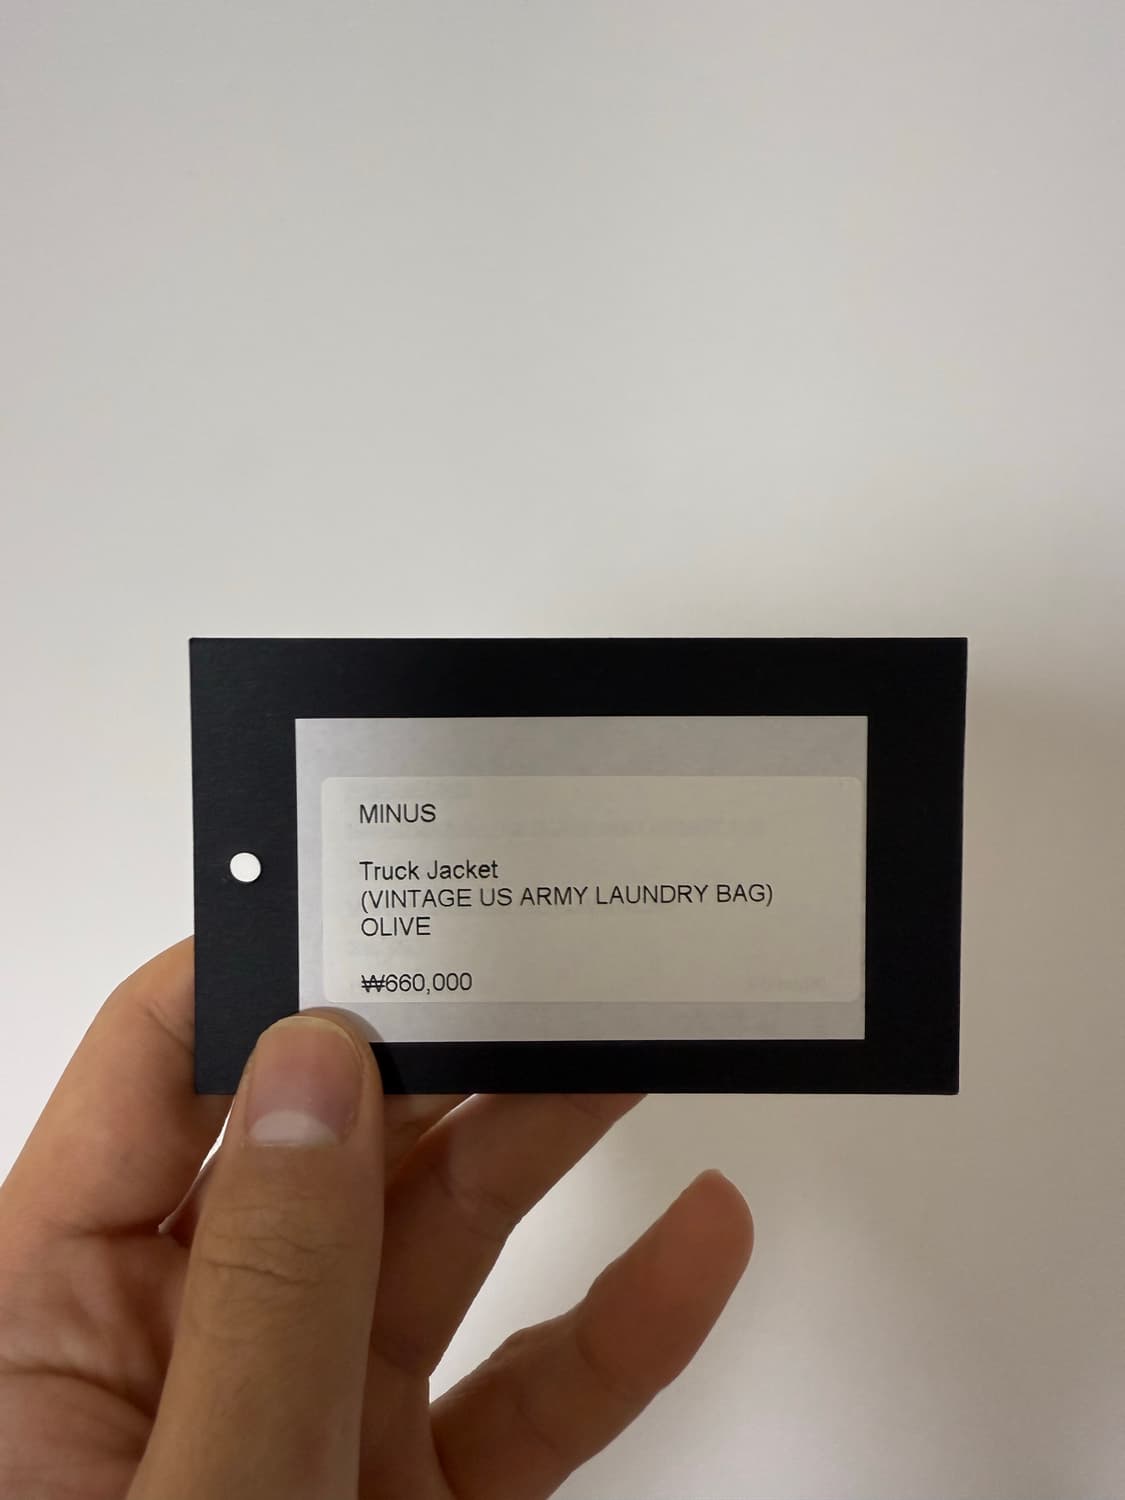 MINUS
Truck Jacket
(VINTAGE US ARMY LAUNDRY BAG)
OLIVE
₩660,000